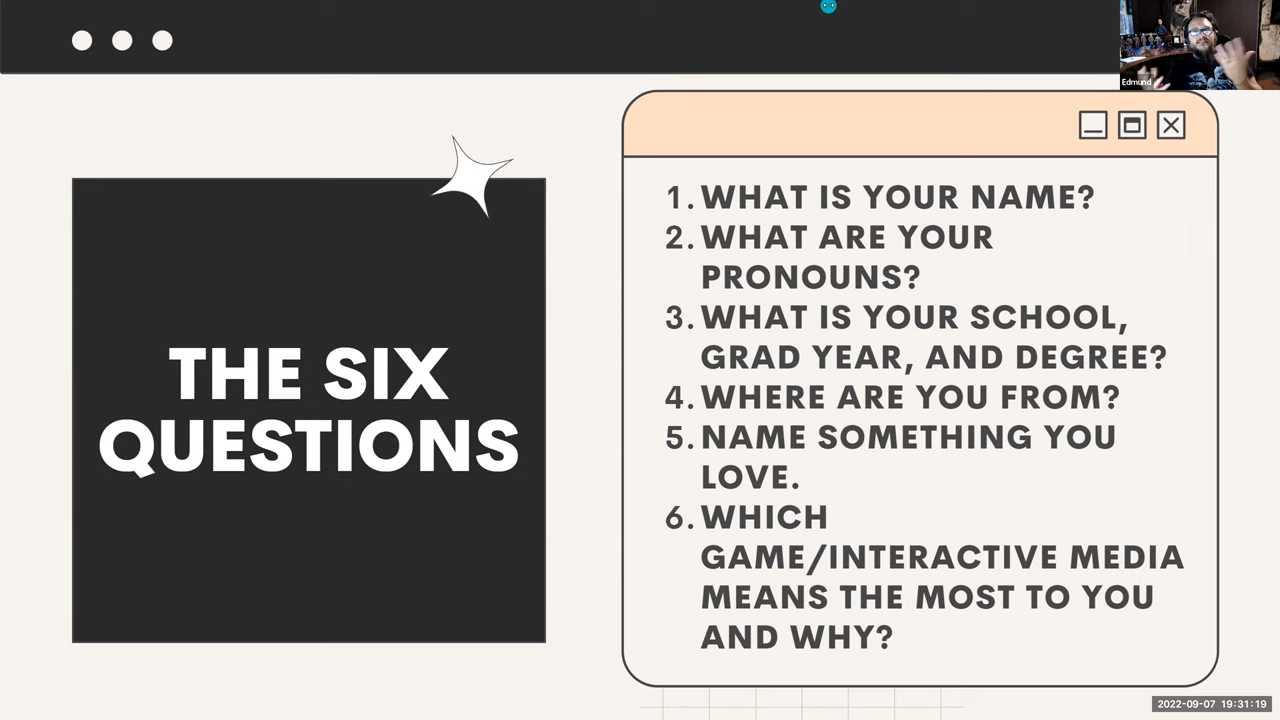 Edmund
THE SIX
QUESTIONS
1. WHAT IS YOUR NAME?
2. WHAT ARE YOUR
PRONOUNS?
3. WHAT IS YOUR SCHOOL,
GRAD YEAR, AND DEGREE?
4. WHERE ARE YOU FROM?
5. NAME SOMETHING YOU
LOVE.
6. WHICH
GAME/INTERACTIVE MEDIA
MEANS THE MOST TO YOU
AND WHY?
2022-09-07 19:31:19